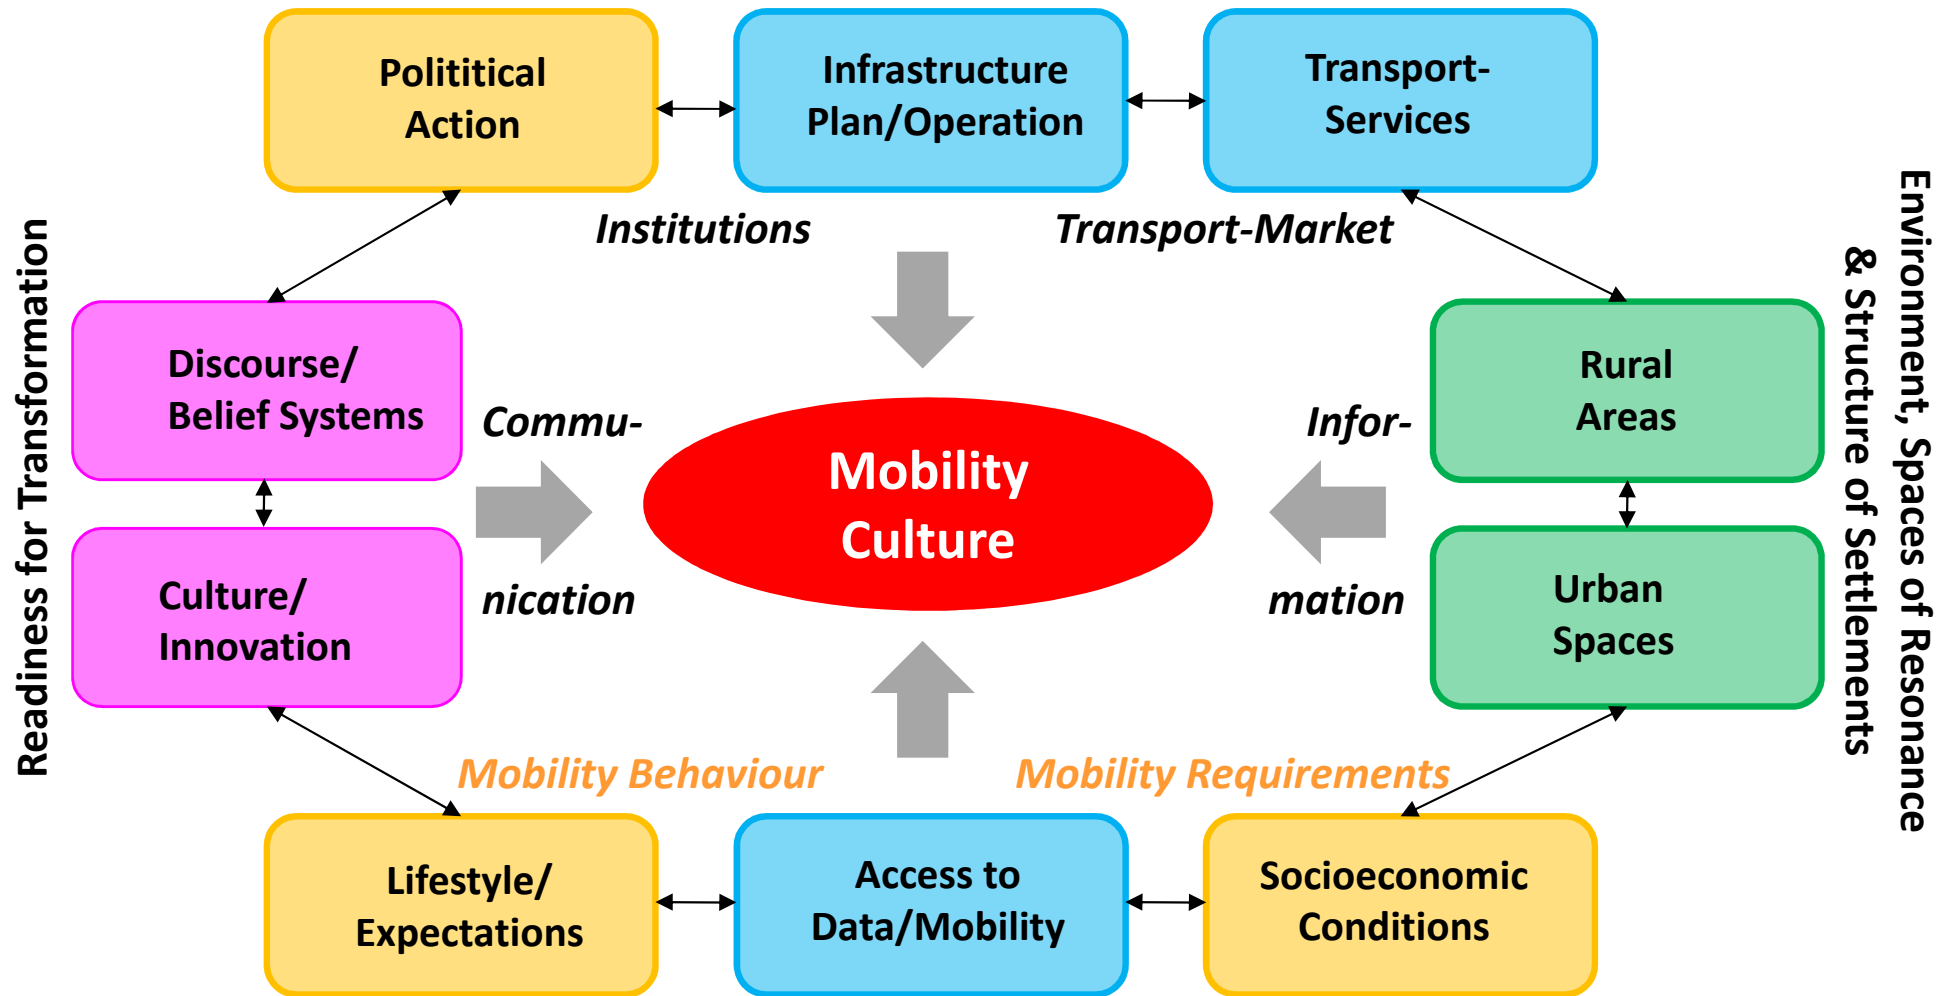 Polititical
Action
Infrastructure
Plan/Operation
Transport-
Services
Institutions
Transport-Market
Readiness for Transformation
Environment, Spaces of Resonance
& Structure of Settlements
Discourse/
Belief Systems
Commu-
nication
Mobility
Culture
Infor-
mation
Rural
Areas
Culture/
Innovation
Urban
Spaces
Mobility Behaviour
Mobility Requirements
Lifestyle/
Expectations
Access to
Data/Mobility
Socioeconomic
Conditions